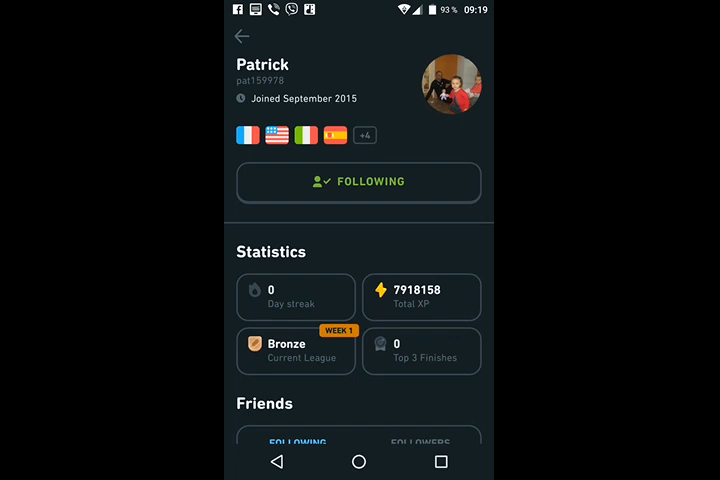 93 % 09:19
Patrick
pat159978
Joined September 2015
+4
FOLLOWING
Statistics
0
Day streak
7918158
Total XP
WEEK 1
Bronze
Current League
0
Top 3 Finishes
Friends
FOLLOWING FOLLOWERS